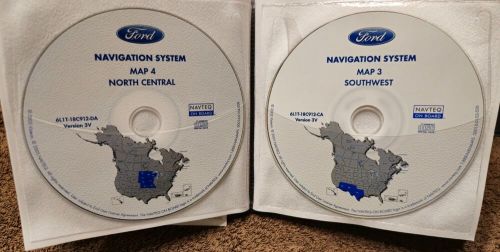 Ford
NAVIGATION SYSTEM
MAP 4
NORTH CENTRAL
6L1T-18C912-DA
Version 3V
NAVTEQ
ON BOARD
Ford
NAVIGATION SYSTEM
MAP 3
SOUTHWEST
6L1T-18C912-CA
Version 3V
NAVTEQ
ON BOARD